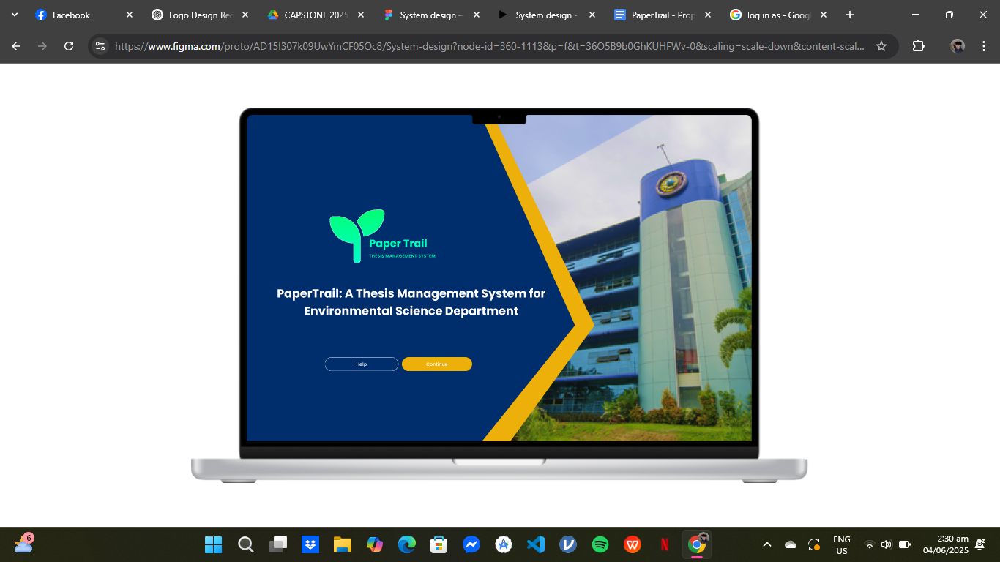 Facebook
Logo Design Rec
CAPSTONE 2025
System design –
System design -
PaperTrail - Prop
log in as - Googl
https://www.figma.com/proto/AD15I307k09UwYmCF05Qc8/System-design?node-id=360-1113&p=f&t=36O5B9b0GhKUHFWv-0&scaling=scale-down&content-scal...
Paper Trail
THESIS MANAGEMENT SYSTEM
PaperTrail: A Thesis Management System for
Environmental Science Department
Help
Continue
6
ENG
US
2:30 am
04/06/2025